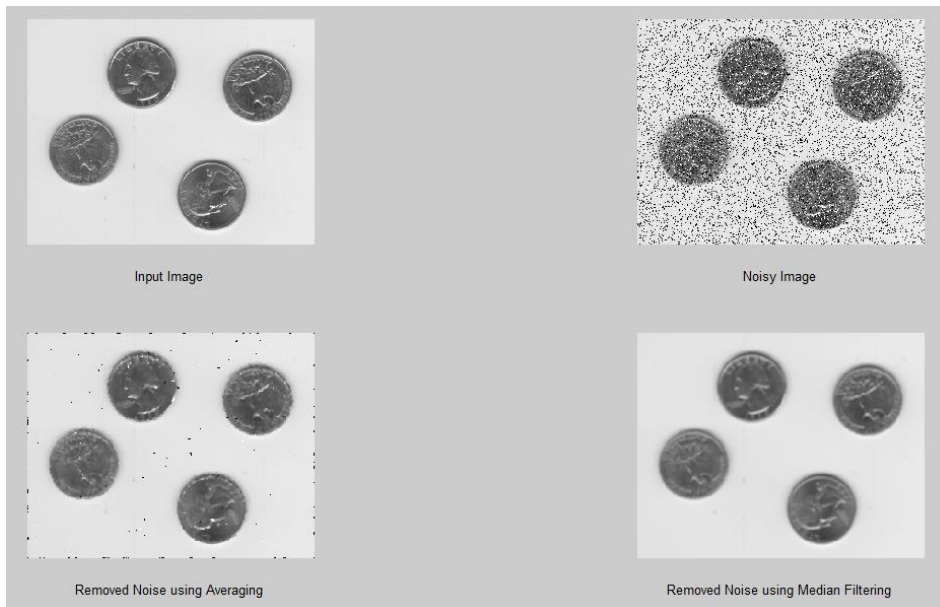 Input Image
Noisy Image
Removed Noise using Averaging
Removed Noise using Median Filtering